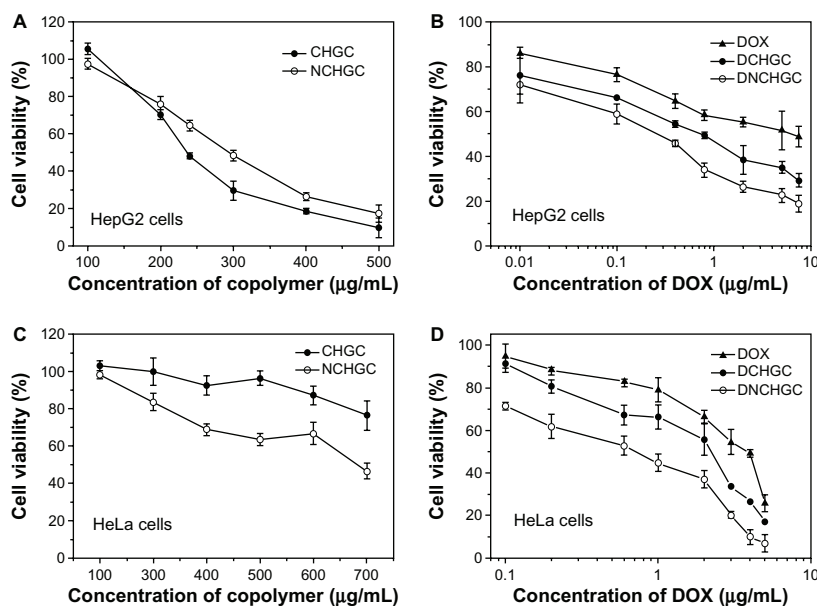 A
120
100
80
60
40
20
0
Cell viability (%)
CHGC
NCHGC
HepG2 cells
100 200 300 400 500
Concentration of copolymer (µg/mL)
B
100
80
60
40
20
0
Cell viability (%)
DOX
DCHGC
DNCHGC
HepG2 cells
0.01 0.1 1 10
Concentration of DOX (µg/mL)
C
120
100
80
60
40
20
0
Cell viability (%)
CHGC
NCHGC
HeLa cells
100 300 400 500 600 700
Concentration of copolymer (µg/mL)
D
100
80
60
40
20
0
Cell viability (%)
DOX
DCHGC
DNCHGC
HeLa cells
0.1 1
Concentration of DOX (µg/mL)